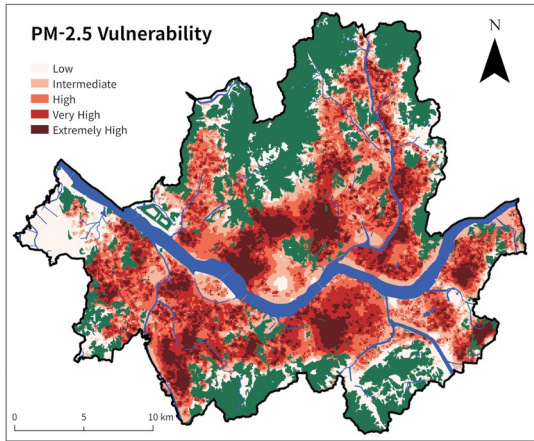 PM-2.5 Vulnerability
N
Low
Intermediate
High
Very High
Extremely High
0 5 10 km